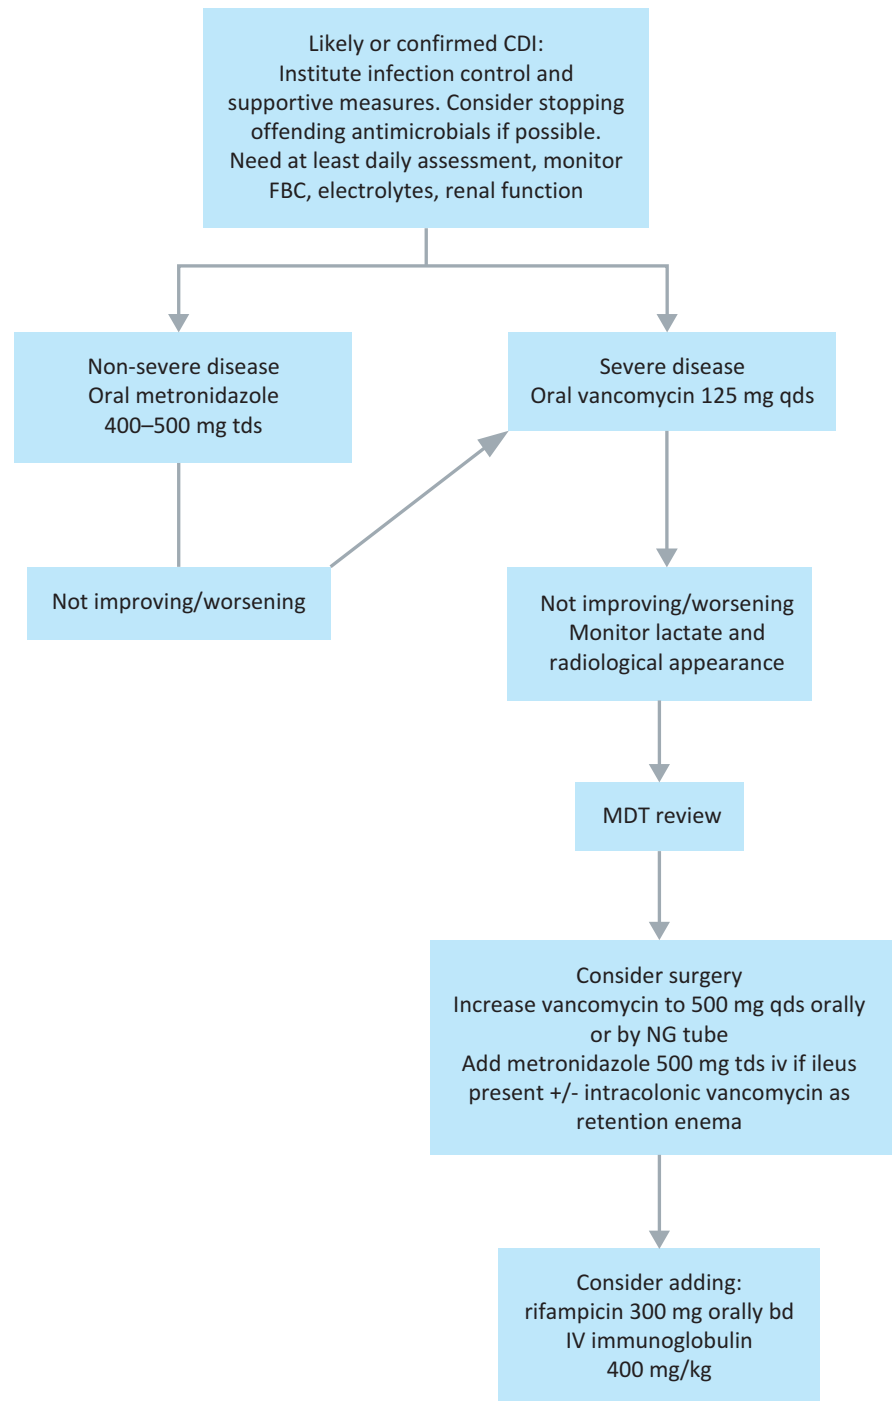 Likely or confirmed CDI:
Institute infection control and
supportive measures. Consider stopping
offending antimicrobials if possible.
Need at least daily assessment, monitor
FBC, electrolytes, renal function
Non-severe disease
Oral metronidazole
400–500 mg tds
Severe disease
Oral vancomycin 125 mg qds
Not improving/worsening
Not improving/worsening
Monitor lactate and
radiological appearance
MDT review
Consider surgery
Increase vancomycin to 500 mg qds orally
or by NG tube
Add metronidazole 500 mg tds iv if ileus
present +/- intracolonic vancomycin as
retention enema
Consider adding:
rifampicin 300 mg orally bd
IV immunoglobulin
400 mg/kg